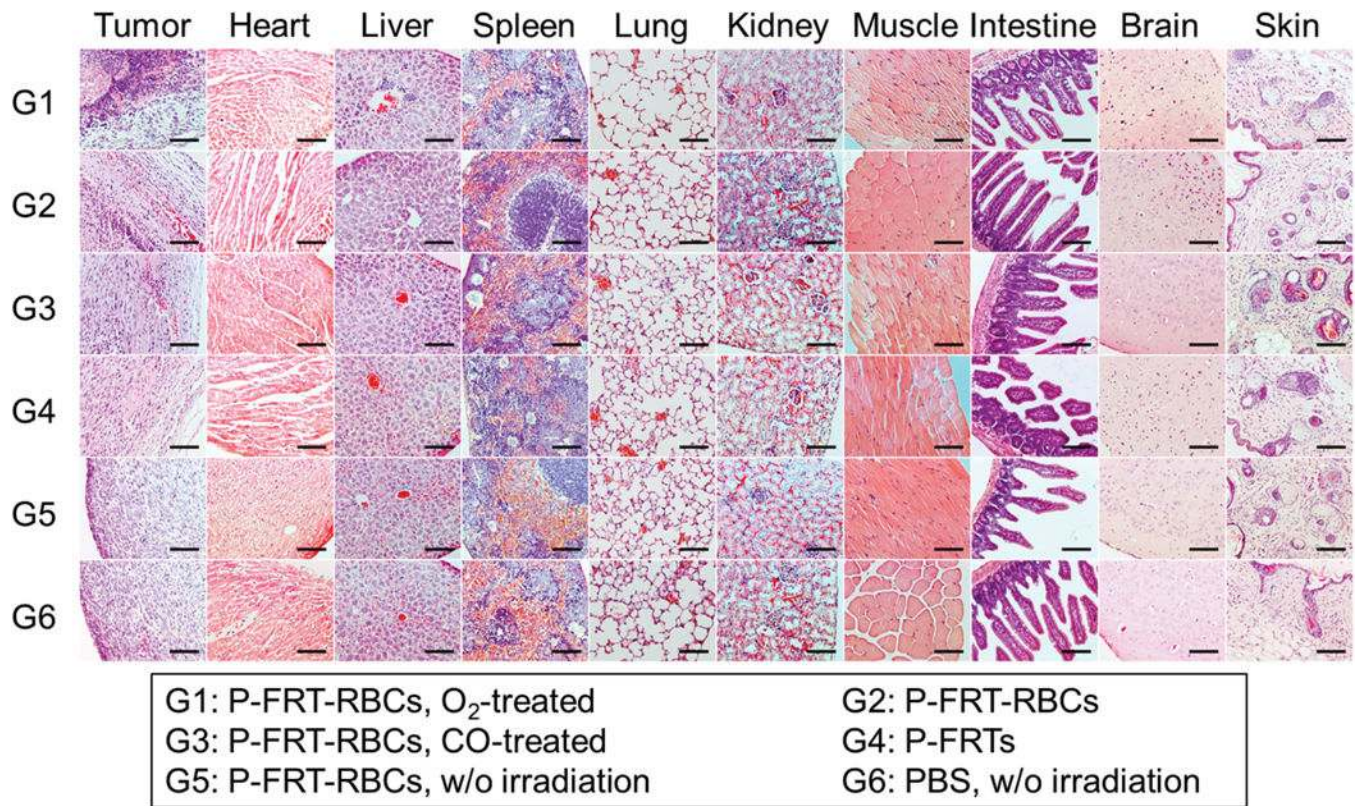 Tumor Heart Liver Spleen Lung Kidney Muscle Intestine Brain Skin
G1
G2
G3
G4
G5
G6
G1: P-FRT-RBCs, O₂-treated G2: P-FRT-RBCs
G3: P-FRT-RBCs, CO-treated G4: P-FRTs
G5: P-FRT-RBCs, w/o irradiation G6: PBS, w/o irradiation